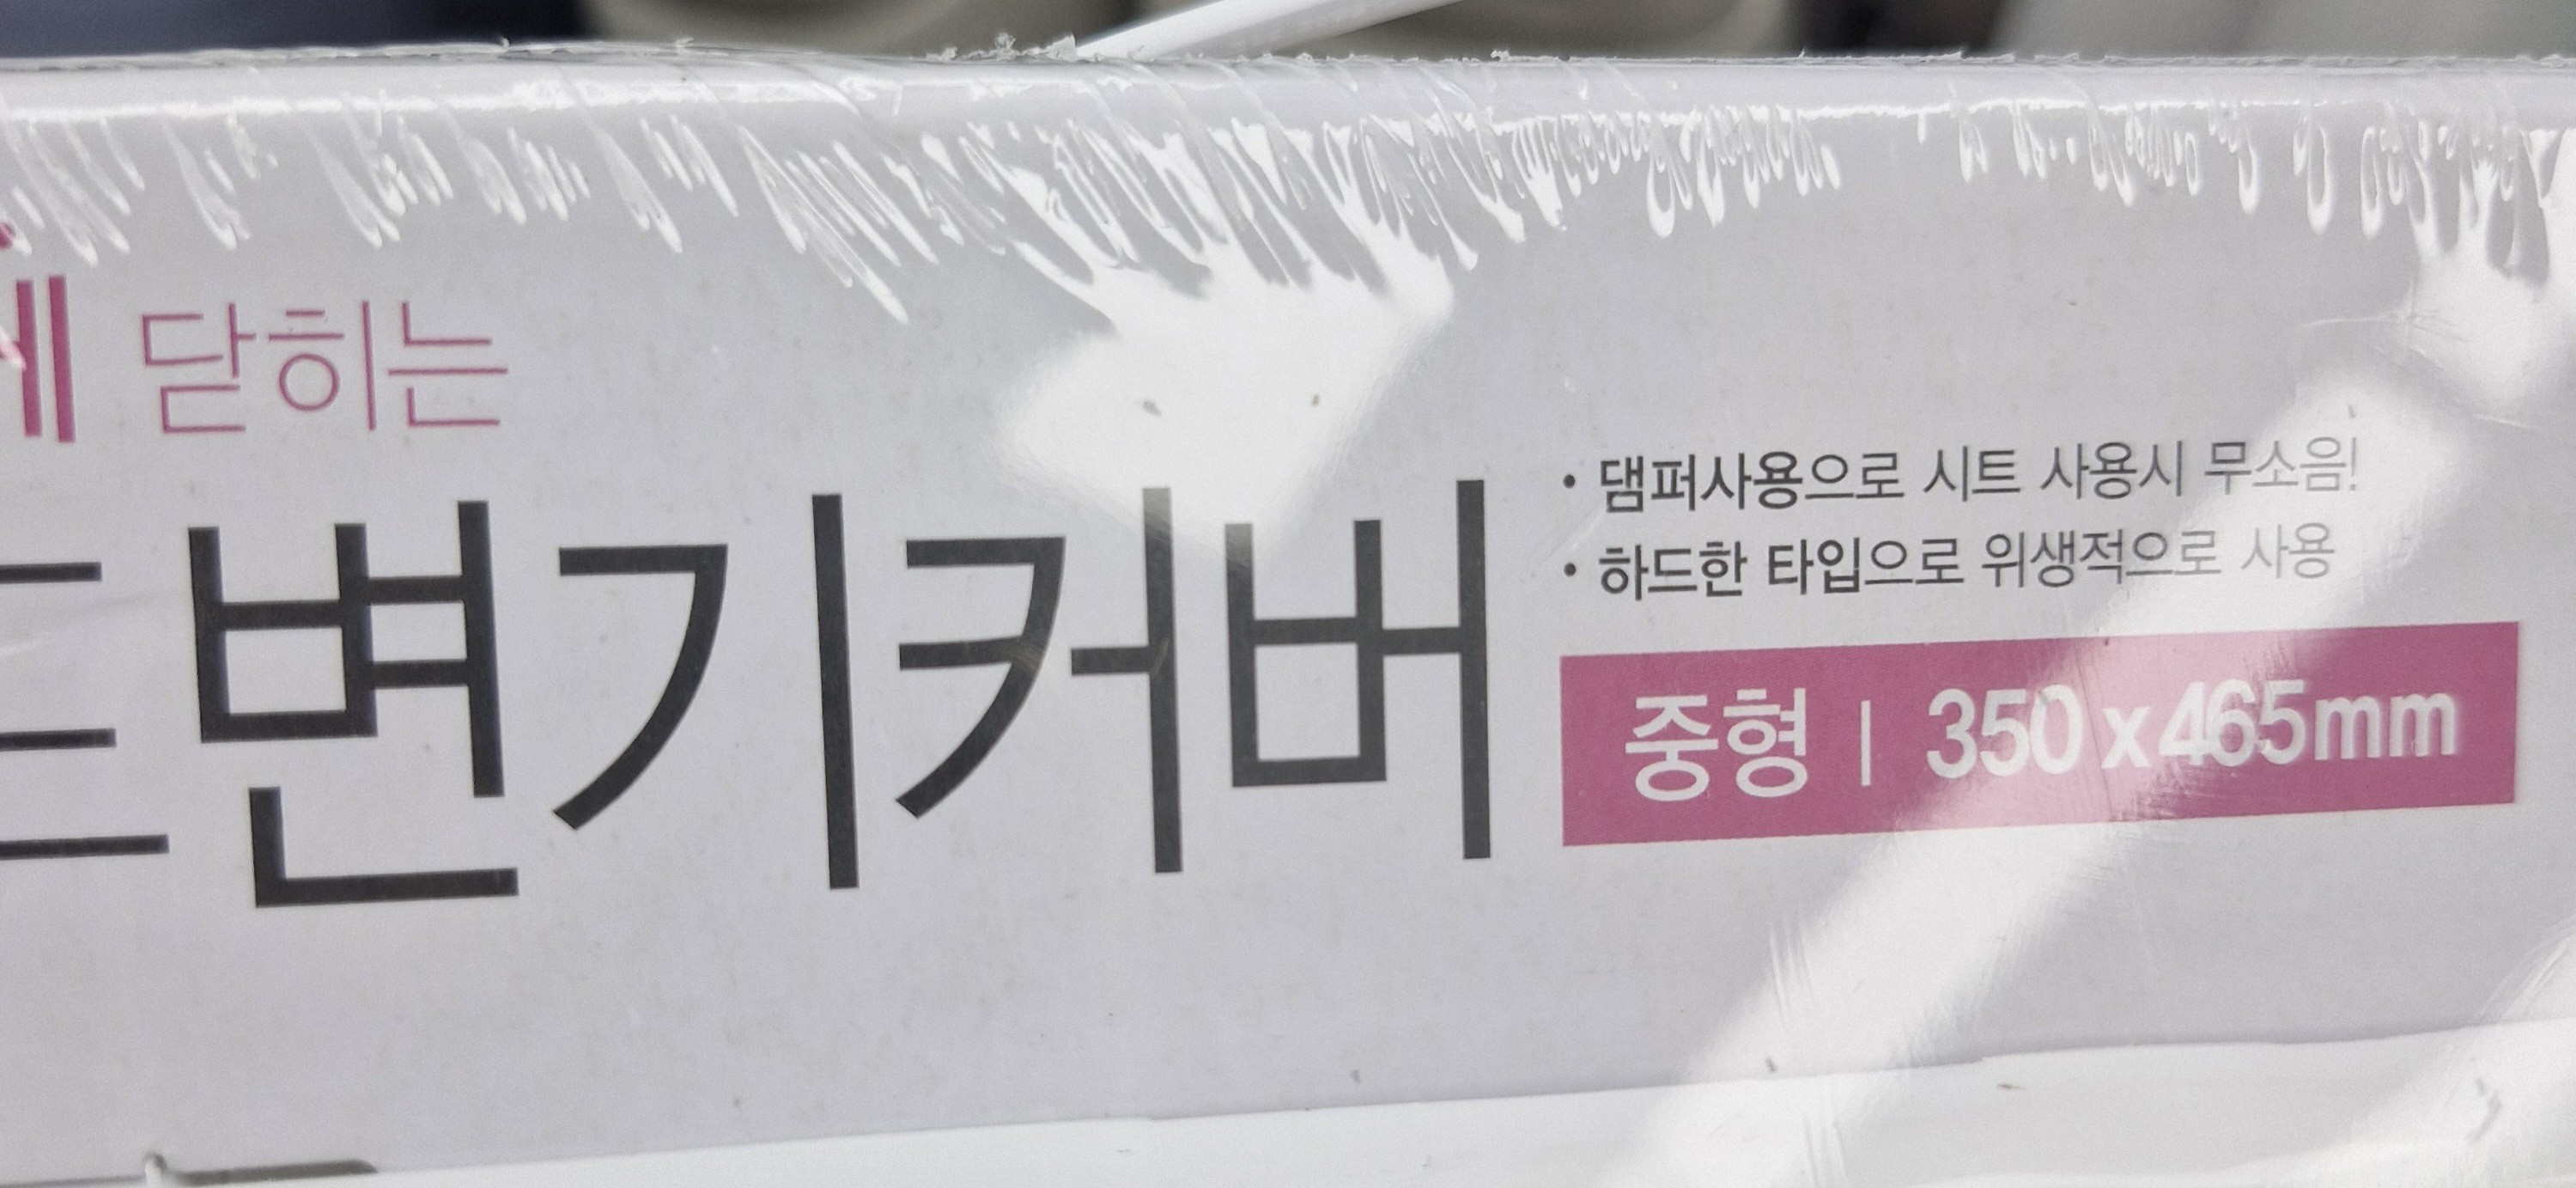 닫히는
변기커버
• 댐퍼사용으로 시트 사용시 무소음!
• 하드한 타입으로 위생적으로 사용
중형 | 350 x 465mm